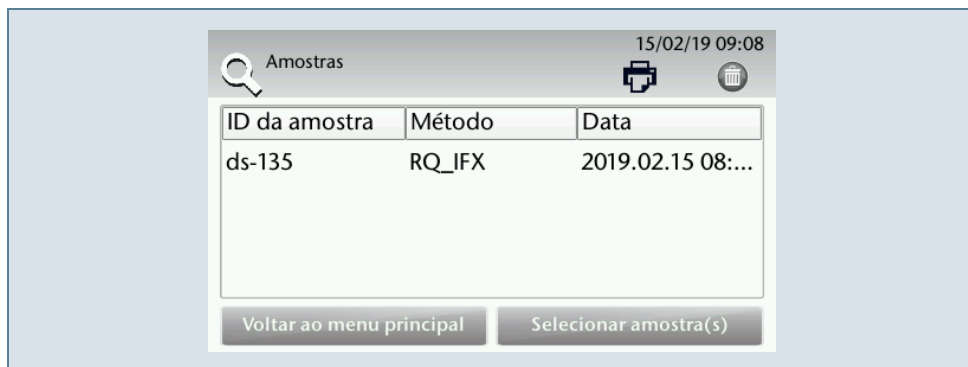 15/02/19 09:08
Amostras
ID da amostra Método Data
ds-135 RQ_IFX 2019.02.15 08:...
Voltar ao menu principal Selecionar amostra(s)